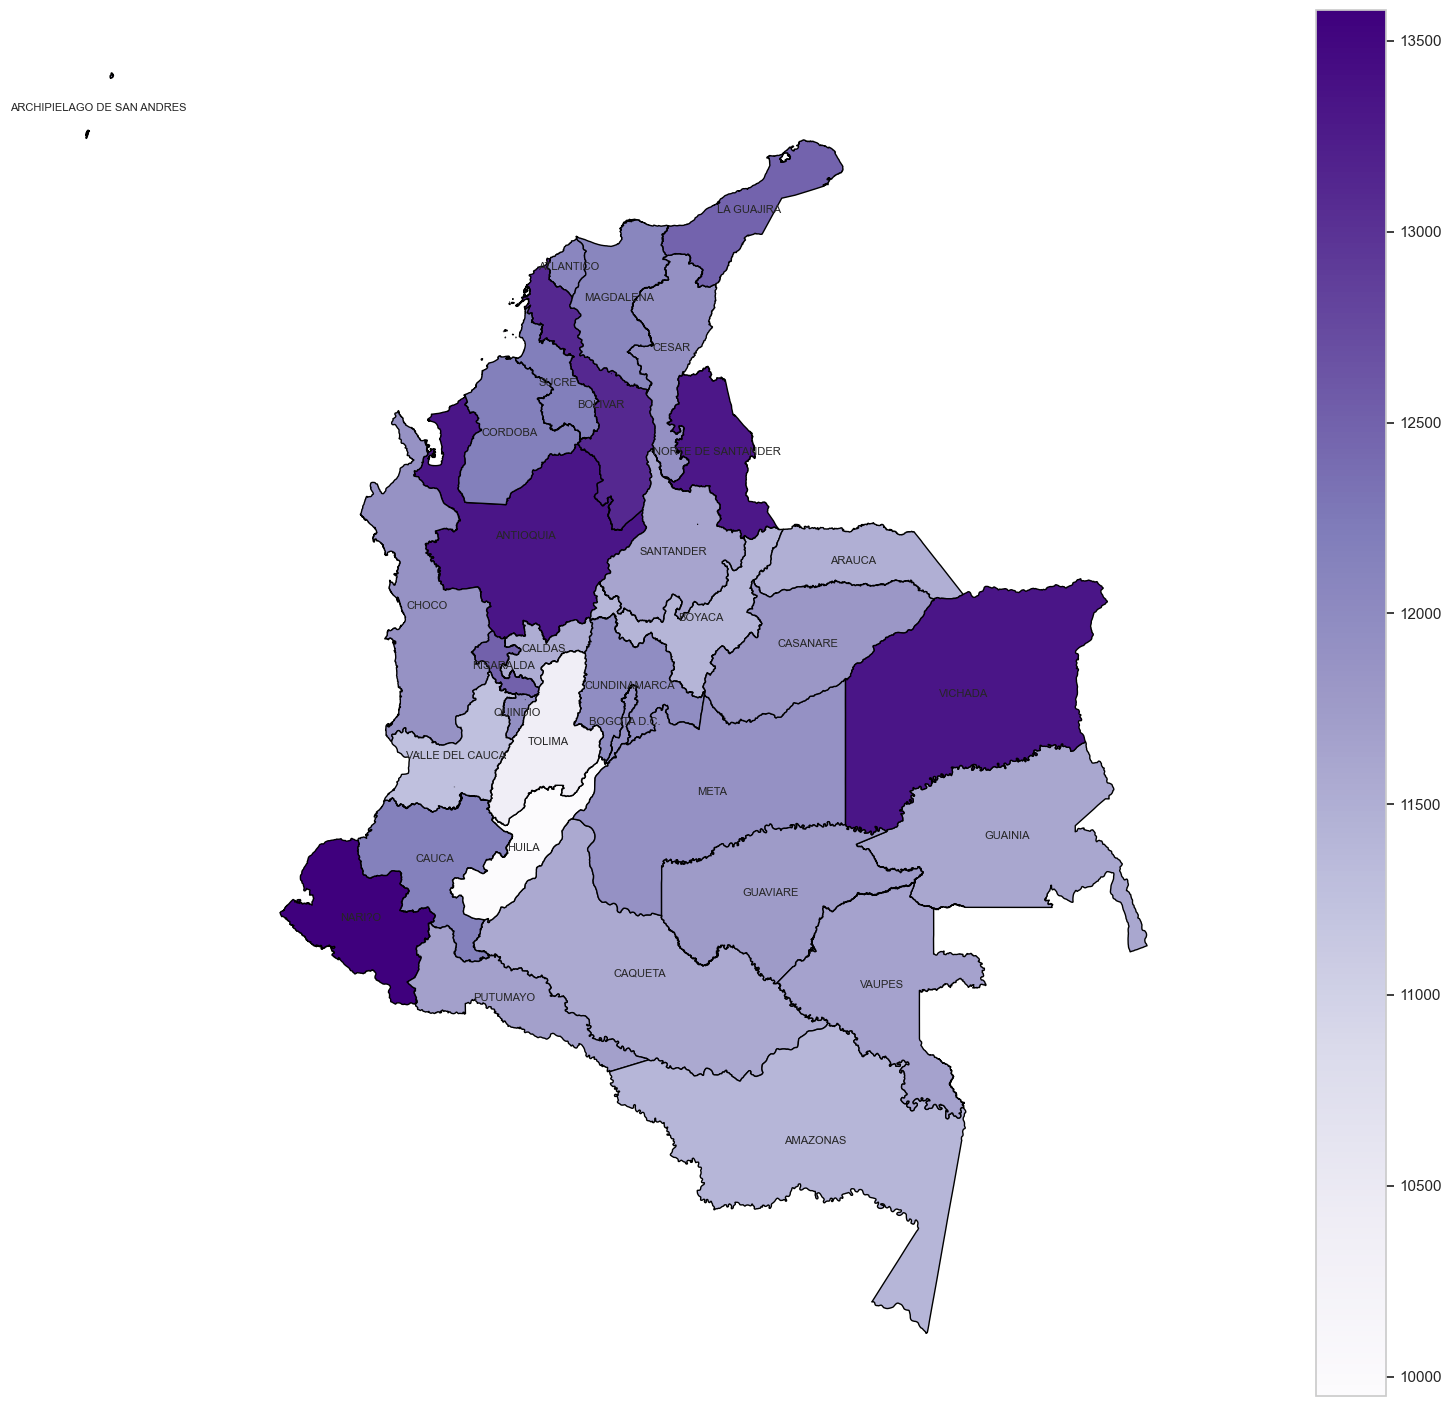 13500
ARCHIPIELAGO DE SAN ANDRES
LA GUAJIRA
13000
ATLANTICO
MAGDALENA
CESAR
SUCRE
BOLIVAR
12500
CORDOBA
NORTE DE SANTANDER
ANTIOQUIA
SANTANDER
ARAUCA
CHOCO
12000
BOYACA
CASANARE
CALDAS
RISARALDA
CUNDINAMARCA
VICHADA
QUINDIO
BOGOTA D.C.
TOLIMA
VALLE DEL CAUCA
META
11500
GUAINIA
HUILA
CAUCA
GUAVIARE
CAQUETA
VAUPES
PUTUMAYO
11000
AMAZONAS
10500
10000